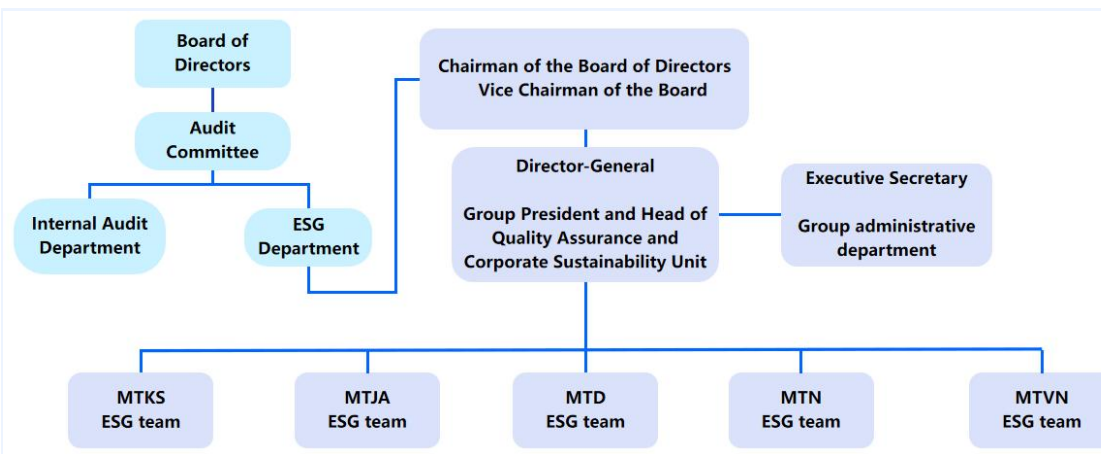 Board of
Directors
Audit
Committee
Internal Audit
Department
ESG
Department
Chairman of the Board of Directors
Vice Chairman of the Board
Director-General
Group President and Head of
Quality Assurance and
Corporate Sustainability Unit
Executive Secretary
Group administrative
department
MTKS
ESG team
MTJA
ESG team
MTD
ESG team
MTN
ESG team
MTVN
ESG team